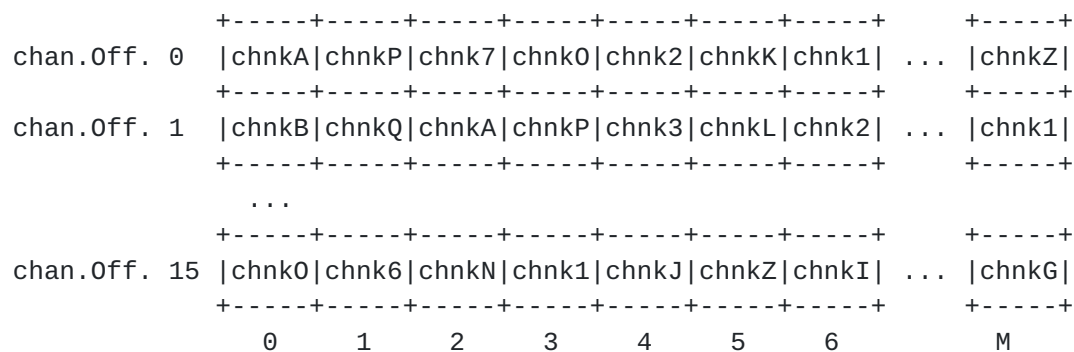 +-----+-----+-----+-----+-----+-----+-----+     +-----+
chan.Off. 0  |chnkA|chnkP|chnk7|chnkO|chnk2|chnkK|chnk1| ... |chnkZ|
               +-----+-----+-----+-----+-----+-----+-----+     +-----+
chan.Off. 1  |chnkB|chnkQ|chnkA|chnkP|chnk3|chnkL|chnk2| ... |chnk1|
               +-----+-----+-----+-----+-----+-----+-----+     +-----+
                 ...
               +-----+-----+-----+-----+-----+-----+-----+     +-----+
chan.Off. 15 |chnkO|chnk6|chnkN|chnk1|chnkJ|chnkZ|chnkI| ... |chnkG|
               +-----+-----+-----+-----+-----+-----+-----+     +-----+
                  0     1     2     3     4     5     6          M